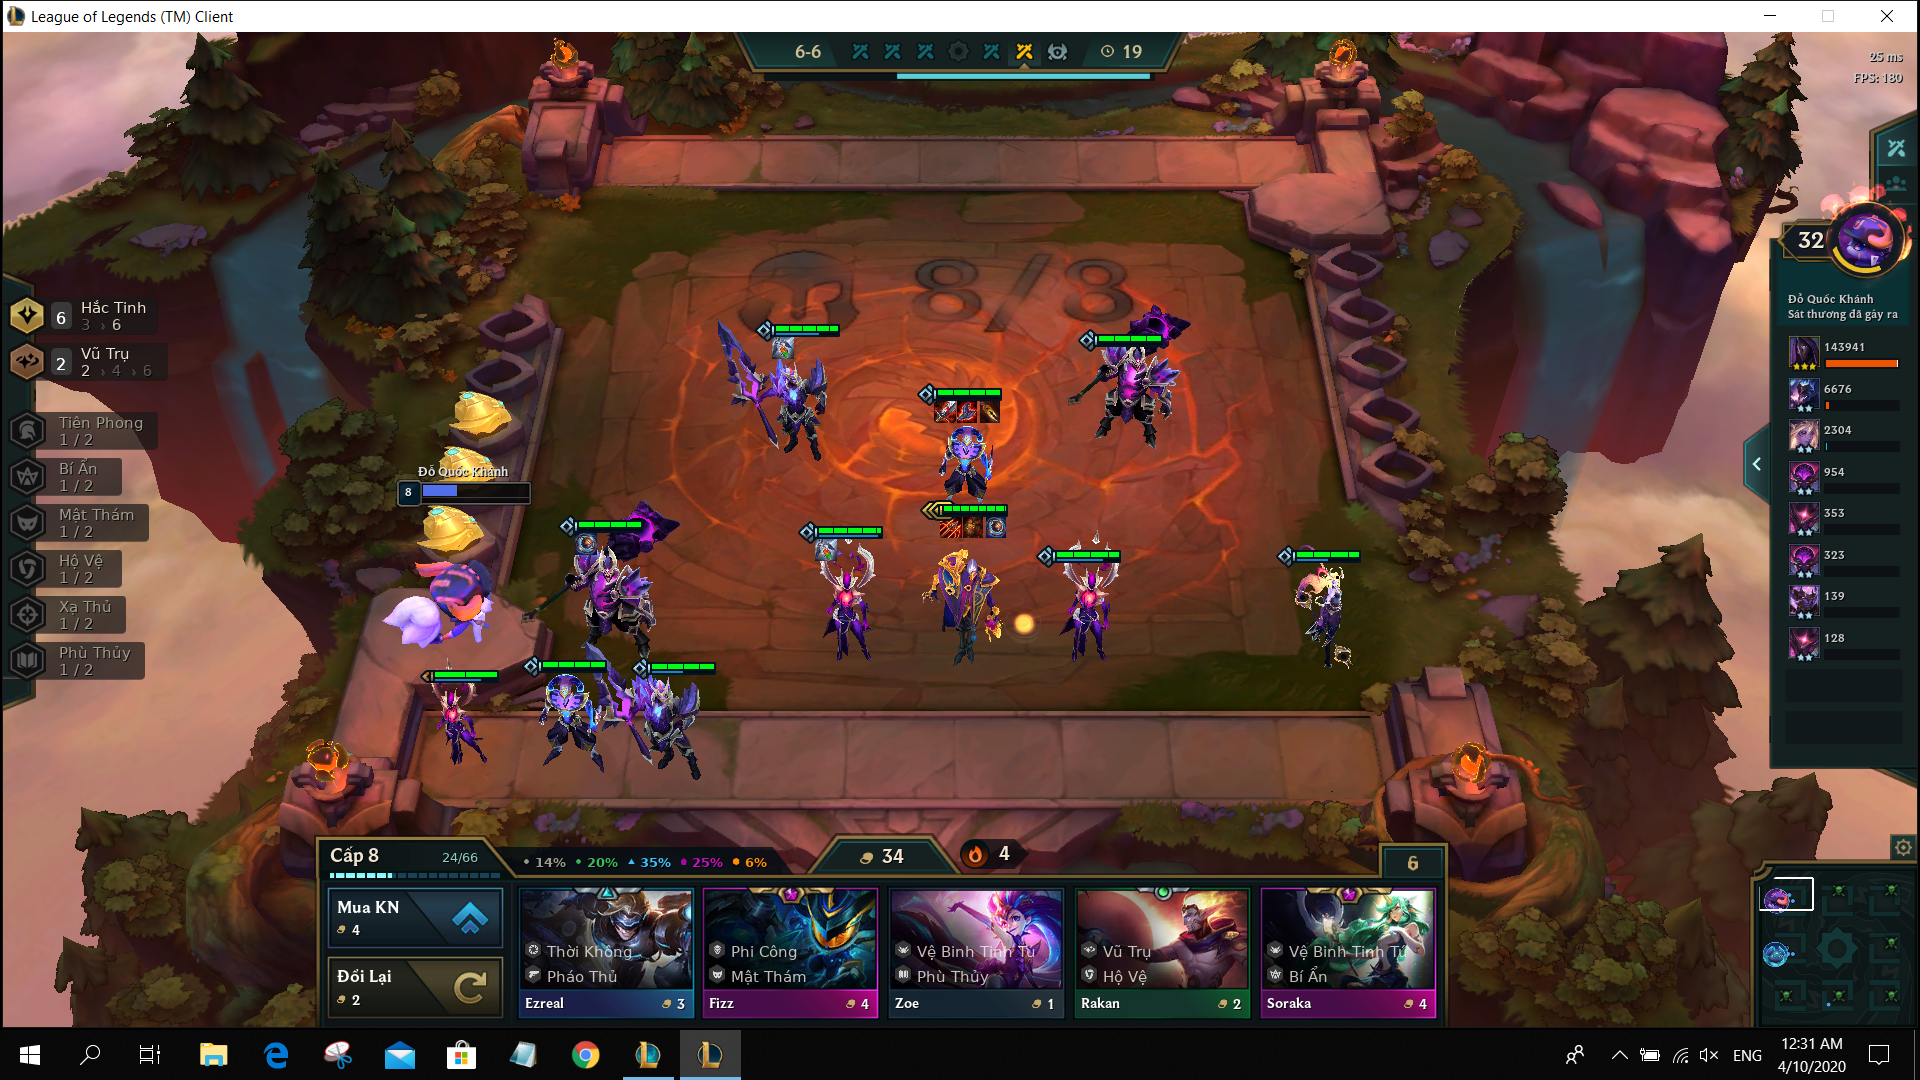 League of Legends (TM) Client
6-6
19
25 ms
FPS: 180
8/8
6
Hắc Tinh
3 › 6
2
Vũ Trụ
2 › 4 › 6
Tiên Phong
1 / 2
Bí Ẩn
1 / 2
Mật Thám
1 / 2
Hộ Vệ
1 / 2
Xạ Thủ
1 / 2
Phù Thủy
1 / 2
Đỗ Quốc Khánh
8
32
Đỗ Quốc Khánh
Sát thương đã gây ra
143941
6676
2304
954
353
323
139
128
Cấp 8
24/66
14% 20% 35% 25% 6%
34
4
6
Mua KN
4
Đổi Lại
2
Thời Không
Pháo Thủ
Ezreal
3
Phi Công
Mật Thám
Fizz
4
Vệ Binh Tinh Tú
Phù Thủy
Zoe
1
Vũ Trụ
Hộ Vệ
Rakan
2
Vệ Binh Tinh Tú
Bí Ẩn
Soraka
4
ENG
12:31 AM
4/10/2020